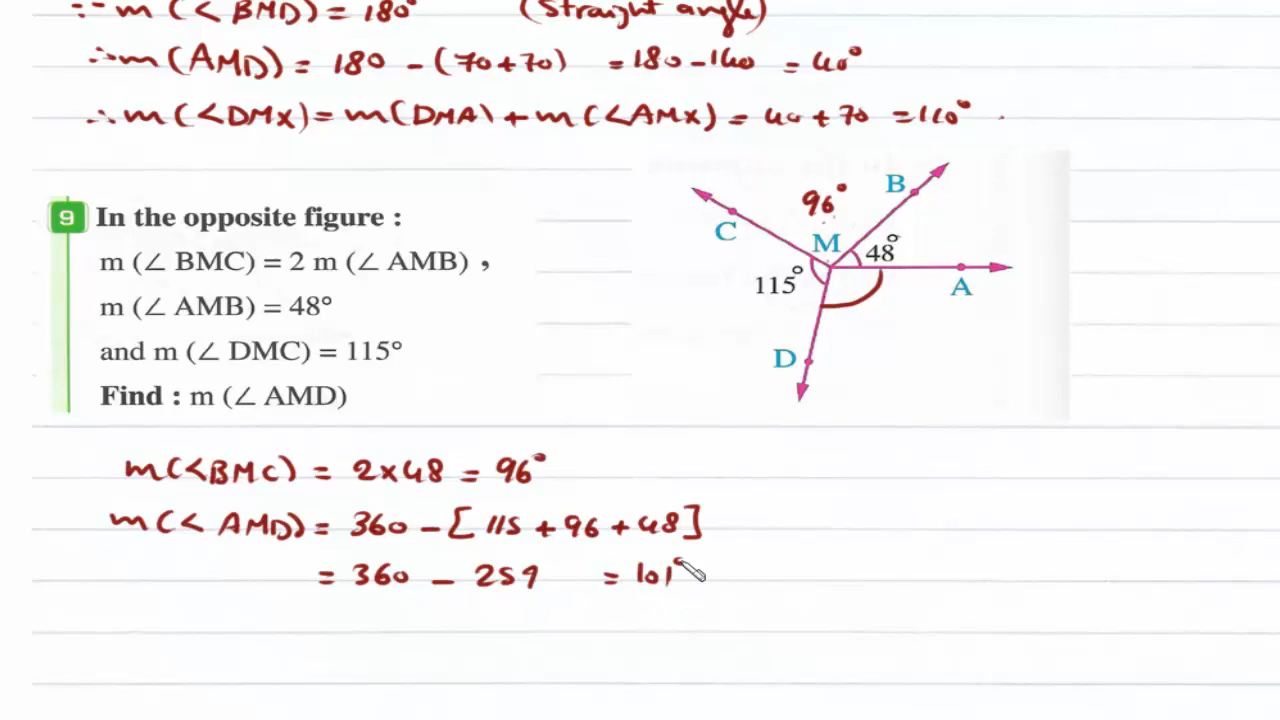 ∵ m (< BMD) = 180° (straight angle)
∴ m (AMD) = 180 - (70+70) = 180-140 = 40°
∴ m (<DMX) = m(DMA) + m(<AMX) = 40 + 70 = 110°.
9 In the opposite figure :
m (∠ BMC) = 2 m (∠ AMB) ,
m (∠ AMB) = 48°
and m (∠ DMC) = 115°
Find : m (∠ AMD)
96°
B
C
M
48°
115°
A
D
m(<BMC) = 2×48 = 96°
m(< AMD) = 360 - [115 + 96 + 48]
= 360 - 259 = 101°